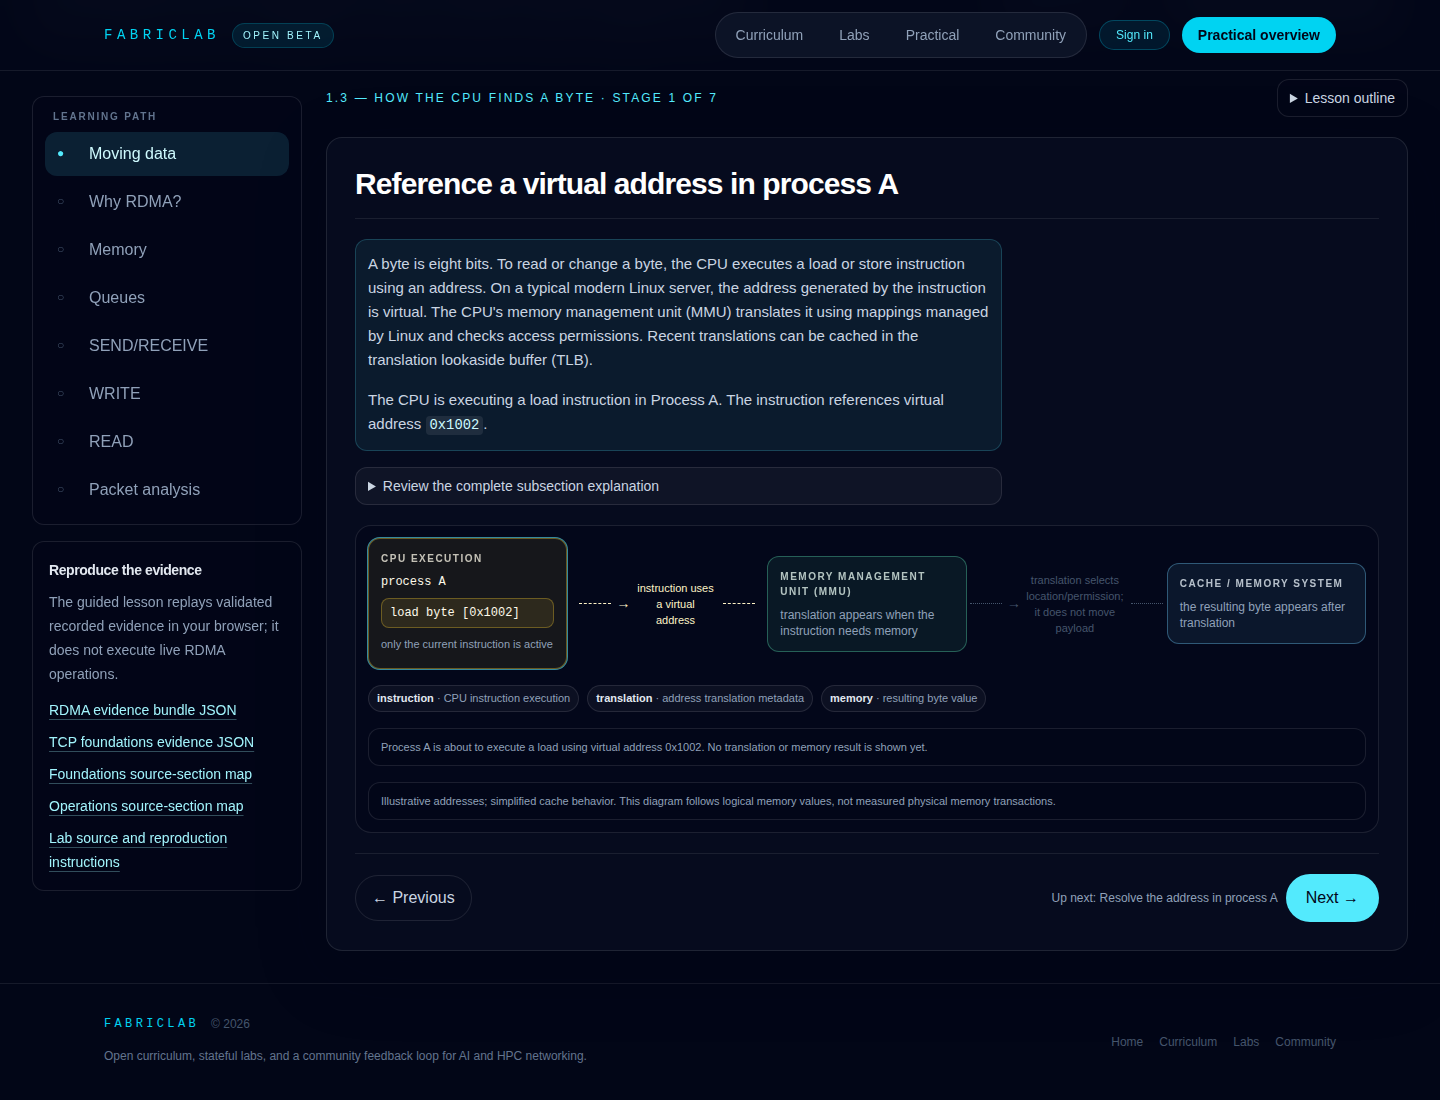 FABRICLAB OPEN BETA Curriculum Labs Practical Community Sign in Practical overview
LEARNING PATH
● Moving data
○ Why RDMA?
○ Memory
○ Queues
○ SEND/RECEIVE
○ WRITE
○ READ
○ Packet analysis
Reproduce the evidence
The guided lesson replays validated
recorded evidence in your browser; it
does not execute live RDMA
operations.
RDMA evidence bundle JSON
TCP foundations evidence JSON
Foundations source-section map
Operations source-section map
Lab source and reproduction
instructions
1.3 — HOW THE CPU FINDS A BYTE · STAGE 1 OF 7
▶ Lesson outline
Reference a virtual address in process A
A byte is eight bits. To read or change a byte, the CPU executes a load or store instruction
using an address. On a typical modern Linux server, the address generated by the instruction
is virtual. The CPU's memory management unit (MMU) translates it using mappings managed
by Linux and checks access permissions. Recent translations can be cached in the
translation lookaside buffer (TLB).
The CPU is executing a load instruction in Process A. The instruction references virtual
address 0x1002.
▶ Review the complete subsection explanation
CPU EXECUTION
process A
load byte [0x1002]
only the current instruction is active
→
instruction uses
a virtual
address
MEMORY MANAGEMENT
UNIT (MMU)
translation appears when the
instruction needs memory
→
translation selects
location/permission;
it does not move
payload
CACHE / MEMORY SYSTEM
the resulting byte appears after
translation
instruction · CPU instruction execution translation · address translation metadata memory · resulting byte value
Process A is about to execute a load using virtual address 0x1002. No translation or memory result is shown yet.
Illustrative addresses; simplified cache behavior. This diagram follows logical memory values, not measured physical memory transactions.
← Previous
Up next: Resolve the address in process A Next →
FABRICLAB © 2026
Open curriculum, stateful labs, and a community feedback loop for AI and HPC networking.
Home Curriculum Labs Community